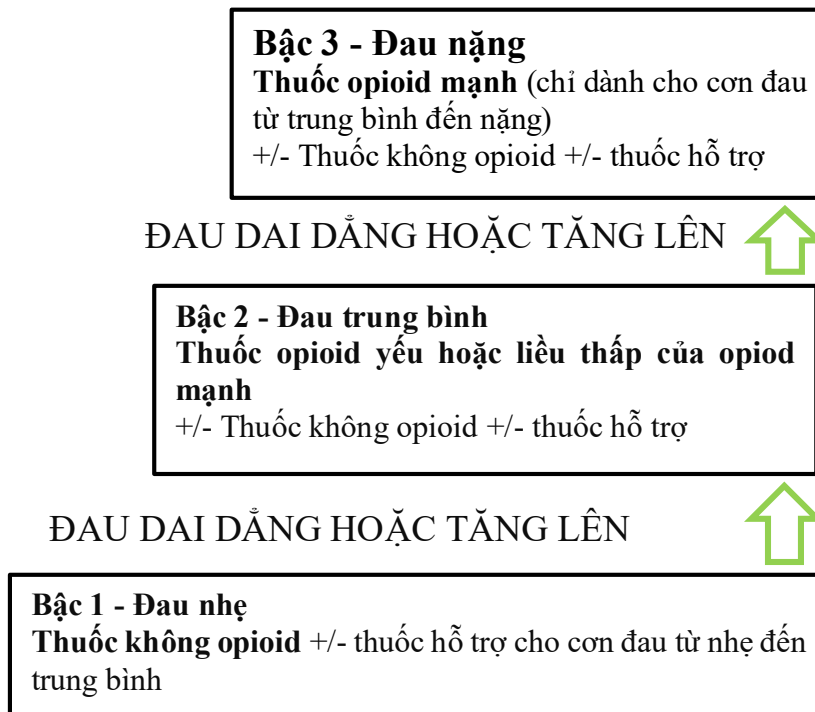 Bậc 3 - Đau nặng
Thuốc opioid mạnh (chỉ dành cho cơn đau
từ trung bình đến nặng)
+/- Thuốc không opioid +/- thuốc hỗ trợ
ĐAU DAI DẲNG HOẶC TĂNG LÊN
Bậc 2 - Đau trung bình
Thuốc opioid yếu hoặc liều thấp của opiod
mạnh
+/- Thuốc không opioid +/- thuốc hỗ trợ
ĐAU DAI DẲNG HOẶC TĂNG LÊN
Bậc 1 - Đau nhẹ
Thuốc không opioid +/- thuốc hỗ trợ cho cơn đau từ nhẹ đến
trung bình